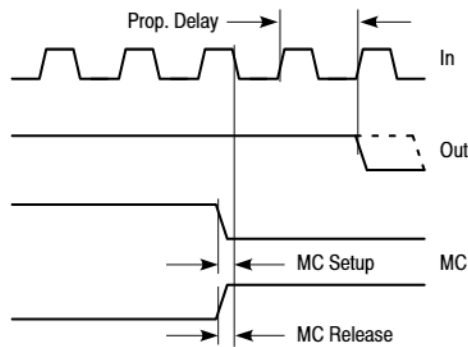 Prop. Delay
In
Out
MC Setup
MC
MC Release